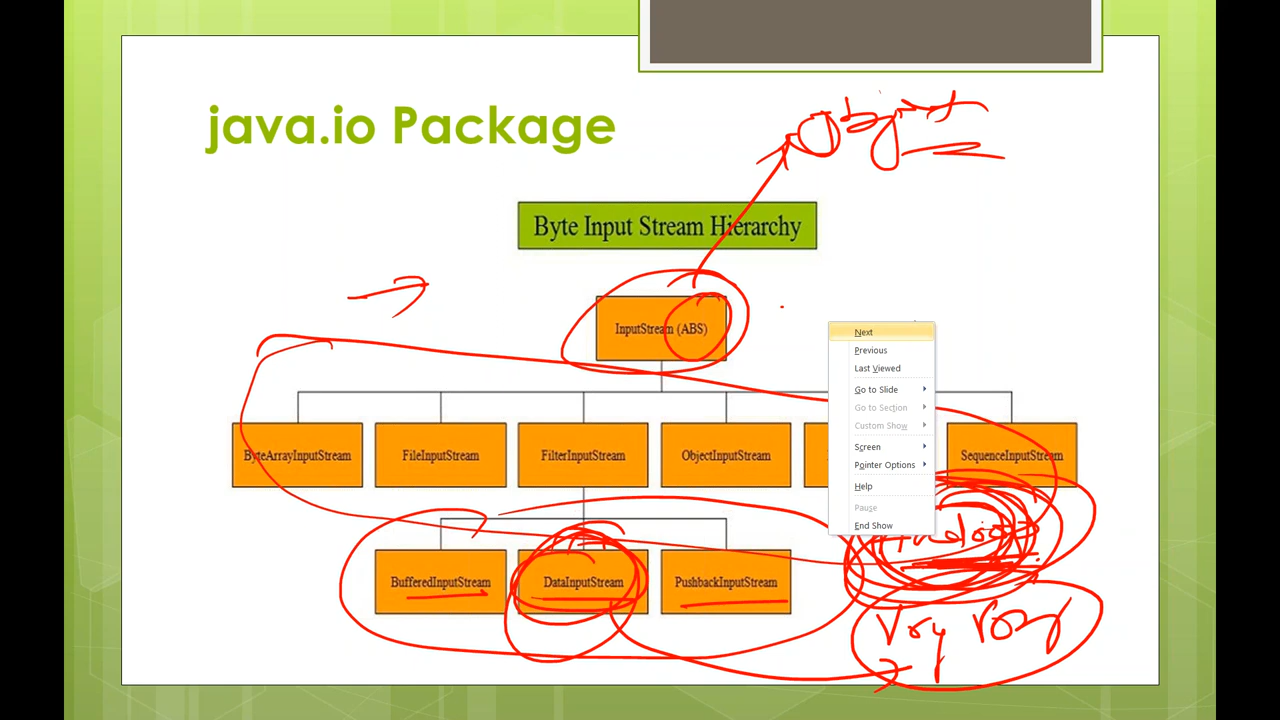 java.io Package
Object
Byte Input Stream Hierarchy
InputStream (ABS)
Next
Previous
Last Viewed
Go to Slide
Go to Section
Custom Show
Screen
Pointer Options
Help
Pause
End Show
ByteArrayInputStream
FileInputStream
FilterInputStream
ObjectInputStream
SequenceInputStream
BufferedInputStream
DataInputStream
PushbackInputStream